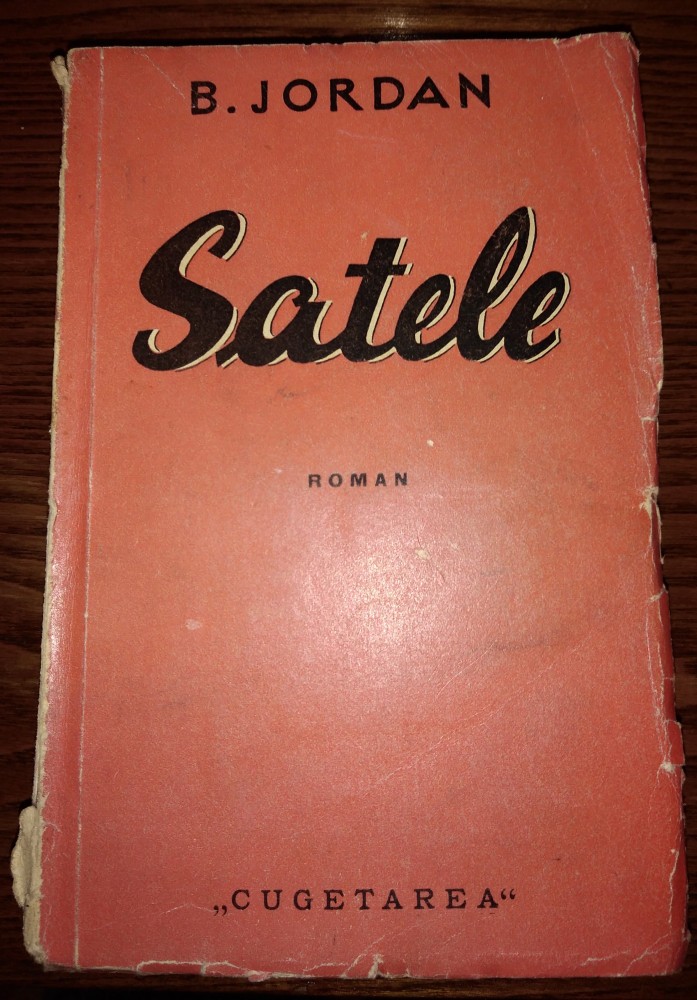 B. JORDAN
Satele
ROMAN
„CUGETAREA“